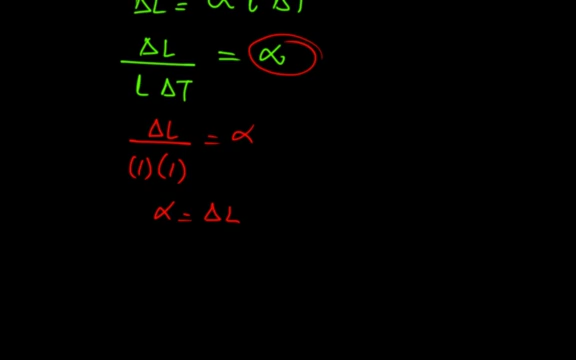 ΔL = α L ΔT
ΔL / L ΔT = α
ΔL / (1)(1) = α
α = ΔL